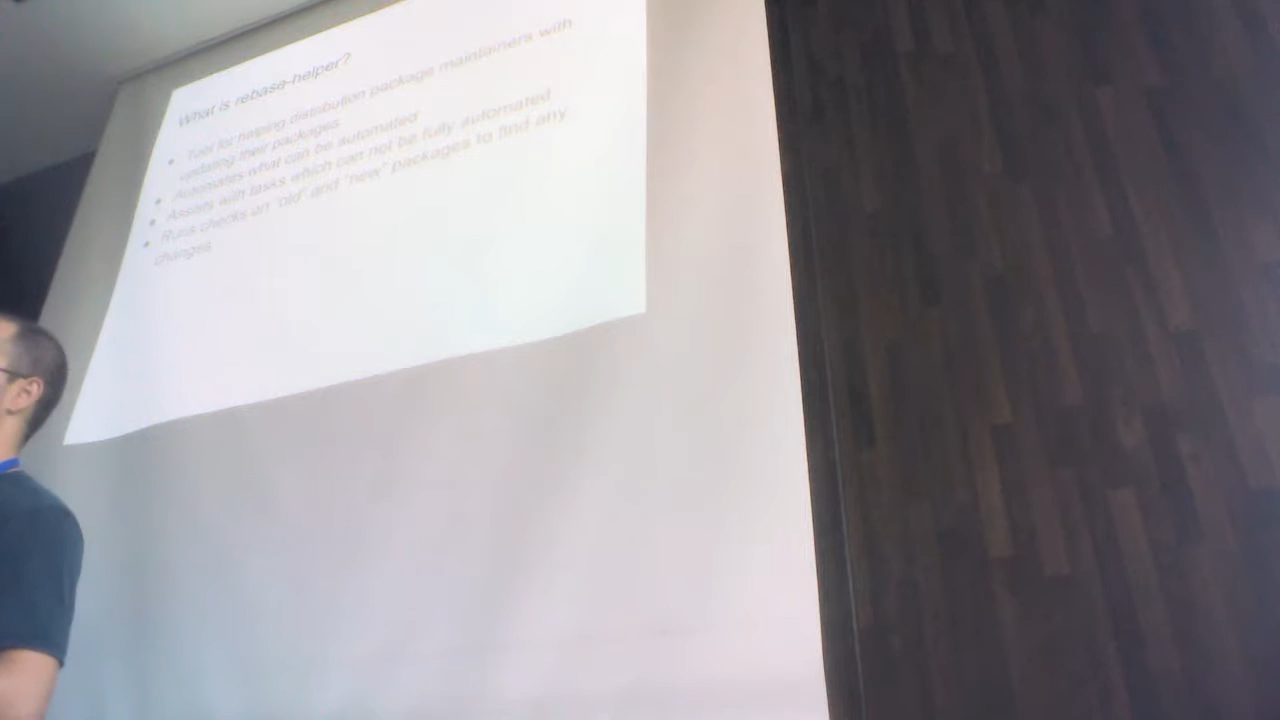 What is rebase-helper?
Tool for helping distribution package maintainers with
updating their packages
Automates what can be automated
Assists with tasks which can not be fully automated
Runs checks on "old" and "new" packages to find any
changes